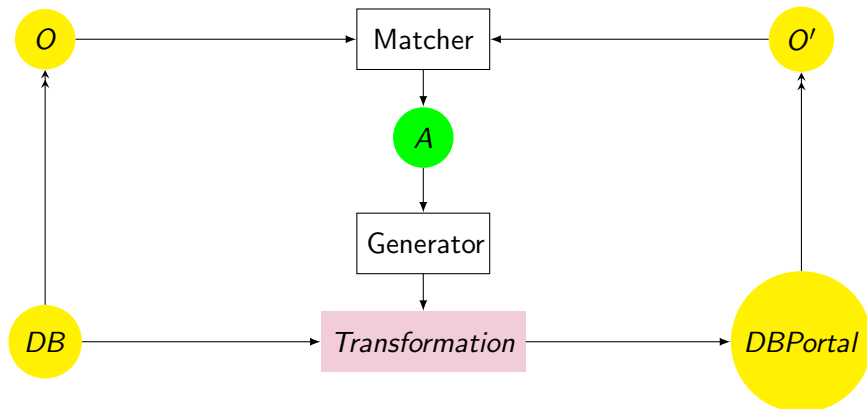 O
Matcher
O′
A
Generator
DB
Transformation
DBPortal